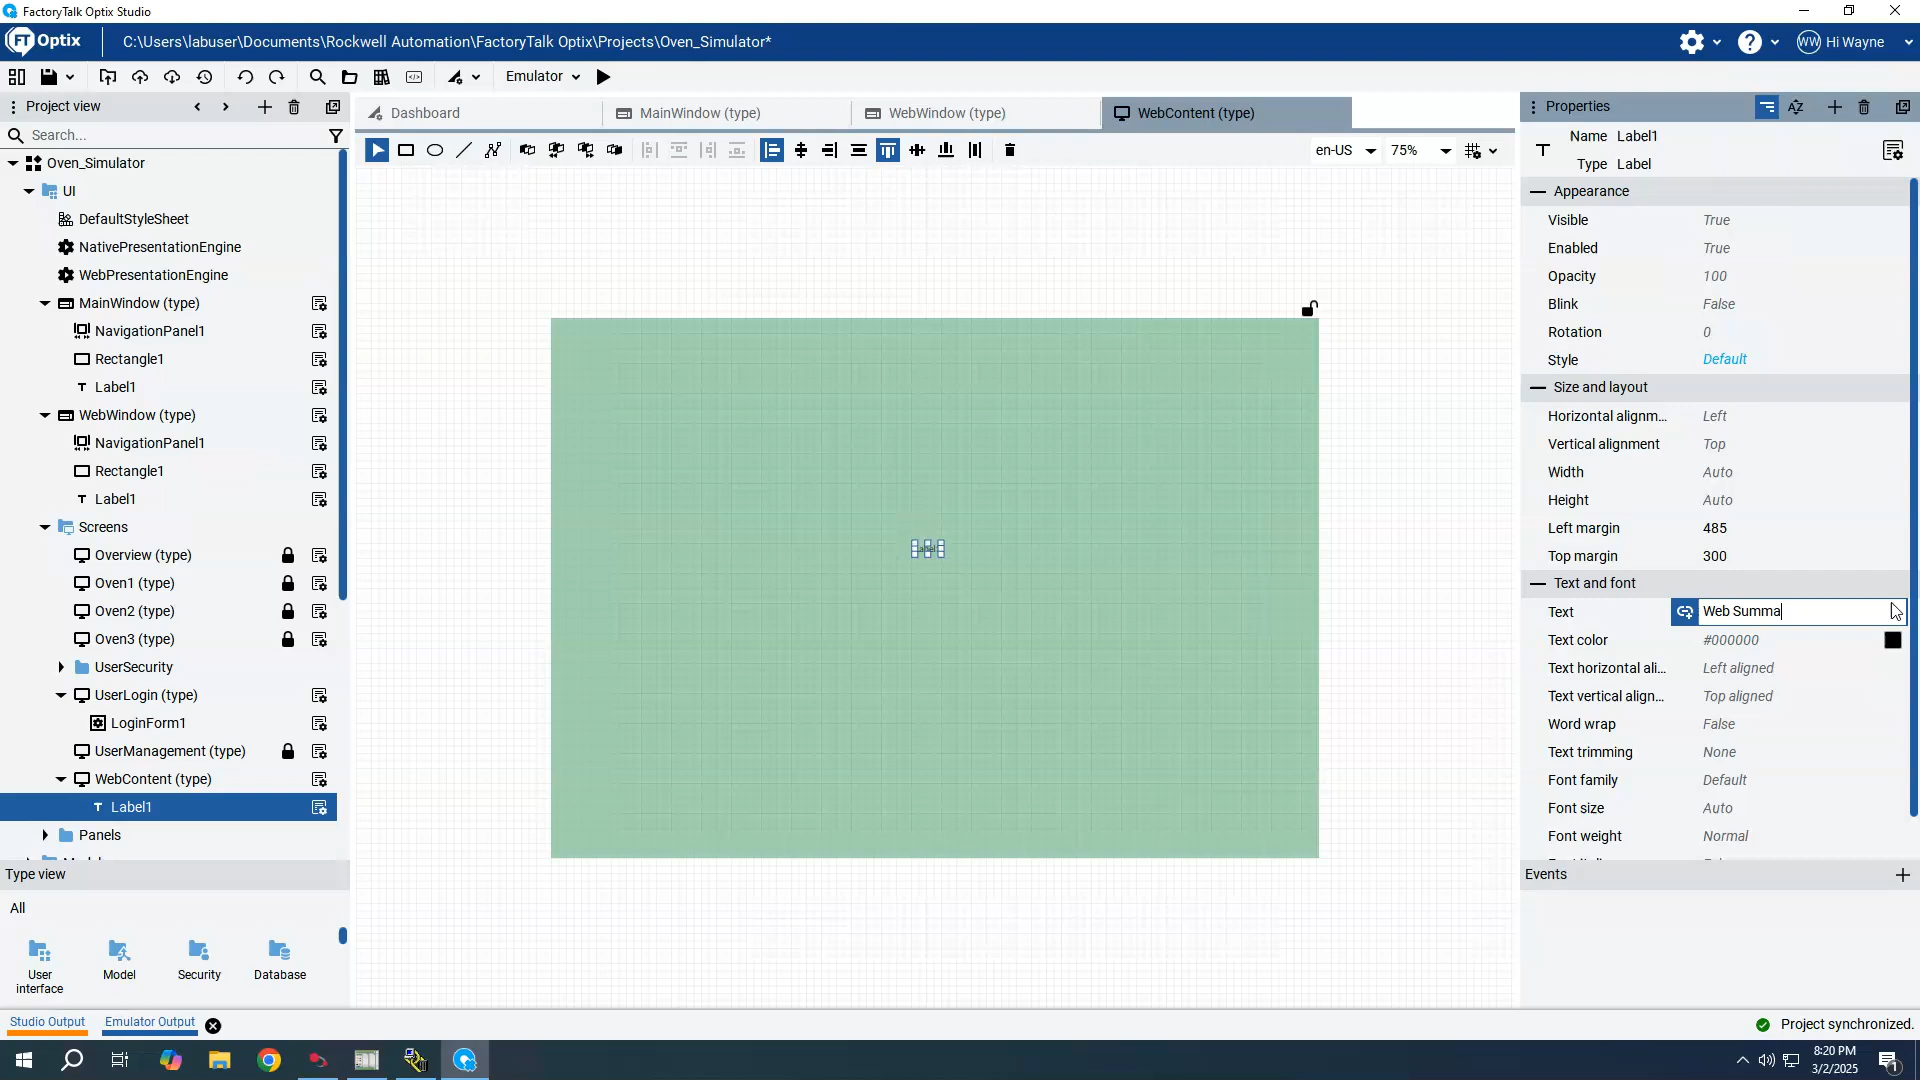 FactoryTalk Optix Studio
FT Optix
C:\Users\labuser\Documents\Rockwell Automation\FactoryTalk Optix\Projects\Oven_Simulator*
WW Hi Wayne
Emulator
Project view
Search...
Oven_Simulator
UI
DefaultStyleSheet
NativePresentationEngine
WebPresentationEngine
MainWindow (type)
NavigationPanel1
Rectangle1
Label1
WebWindow (type)
NavigationPanel1
Rectangle1
Label1
Screens
Overview (type)
Oven1 (type)
Oven2 (type)
Oven3 (type)
UserSecurity
UserLogin (type)
LoginForm1
UserManagement (type)
WebContent (type)
Label1
Panels
Type view
All
User interface
Model
Security
Database
Dashboard
MainWindow (type)
WebWindow (type)
WebContent (type)
en-US
75%
Properties
Name Label1
Type Label
Appearance
Visible True
Enabled True
Opacity 100
Blink False
Rotation 0
Style Default
Size and layout
Horizontal alignm... Left
Vertical alignment Top
Width Auto
Height Auto
Left margin 485
Top margin 300
Text and font
Text Web Summa
Text color #000000
Text horizontal ali... Left aligned
Text vertical align... Top aligned
Word wrap False
Text trimming None
Font family Default
Font size Auto
Font weight Normal
Events
Studio Output
Emulator Output
Project synchronized.
8:20 PM
3/2/2025
1